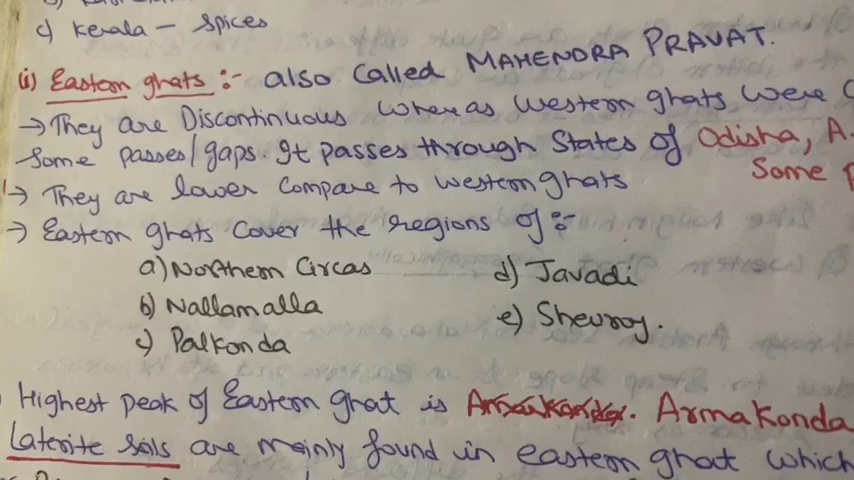 c) Kerala - Spices
(ii) Eastern ghats :- also called MAHENDRA PRAVAT.
→ They are Discontinuous whereas western ghats were
Some passes/gaps. It passes through States of Odisha, A.
Some
→ They are lower compare to western ghats
→ Eastern ghats cover the regions of :-
a) Northern Circas d) Javadi
b) Nallamalla e) Shevroy.
c) Palkonda
Highest peak of Eastern ghat is Armakonda
Laterite Soils are mainly found in eastern ghat which